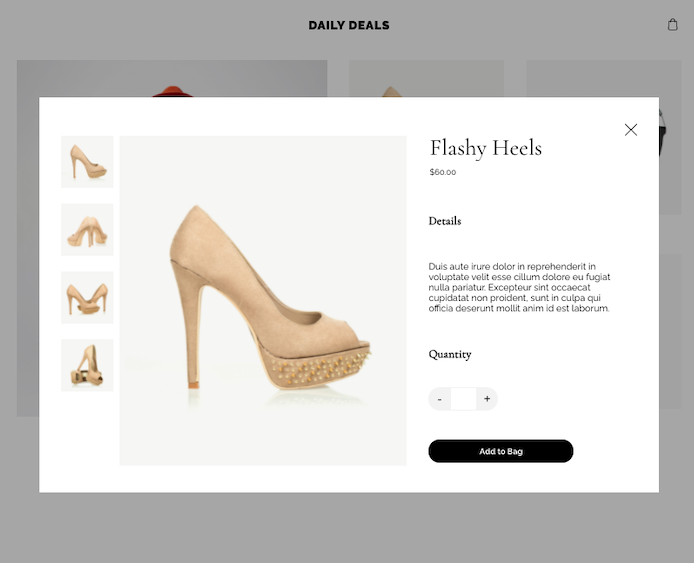 DAILY DEALS
Flashy Heels
$60.00
Details
Duis aute irure dolor in reprehenderit in
voluptate velit esse cillum dolore eu fugiat
nulla pariatur. Excepteur sint occaecat
cupidatat non proident, sunt in culpa qui
officia deserunt mollit anim id est laborum.
Quantity
- +
Add to Bag